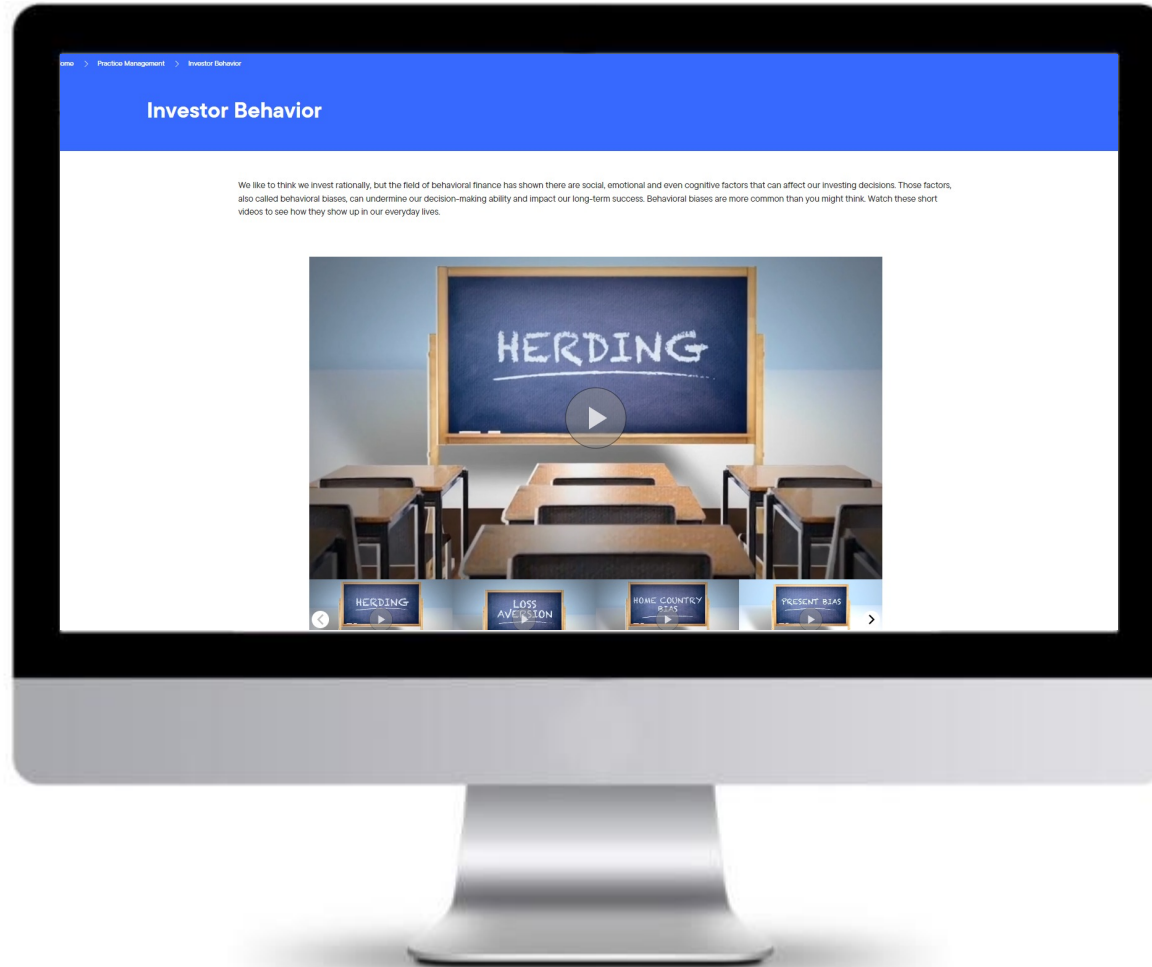 ome > Practice Management > Investor Behavior
Investor Behavior
We like to think we invest rationally, but the field of behavioral finance has shown there are social, emotional and even cognitive factors that can affect our investing decisions. Those factors,
also called behavioral biases, can undermine our decision-making ability and impact our long-term success. Behavioral biases are more common than you might think. Watch these short
videos to see how they show up in our everyday lives.
HERDING
HERDING
LOSS
AVERSION
HOME COUNTRY
BIAS
PRESENT BIAS